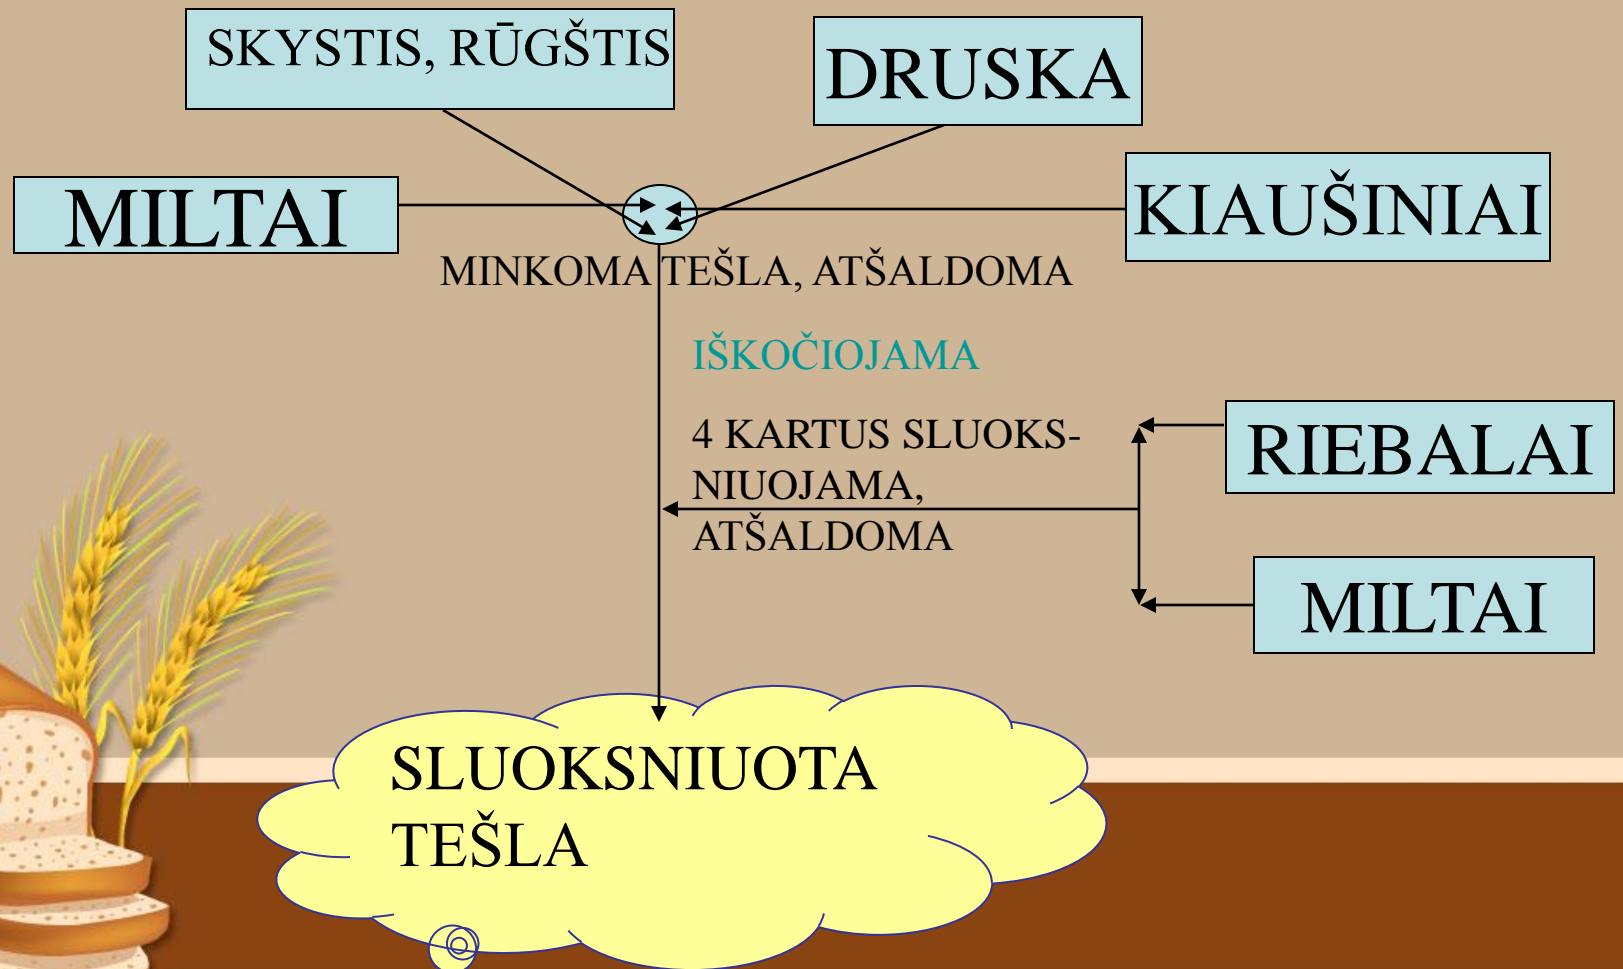 SKYSTIS, RŪGŠTIS
DRUSKA
MILTAI
KIAUŠINIAI
MINKOMA TEŠLA, ATŠALDOMA
IŠKOČIOJAMA
4 KARTUS SLUOKS-
NIUOJAMA,
ATŠALDOMA
RIEBALAI
MILTAI
SLUOKSNIUOTA
TEŠLA